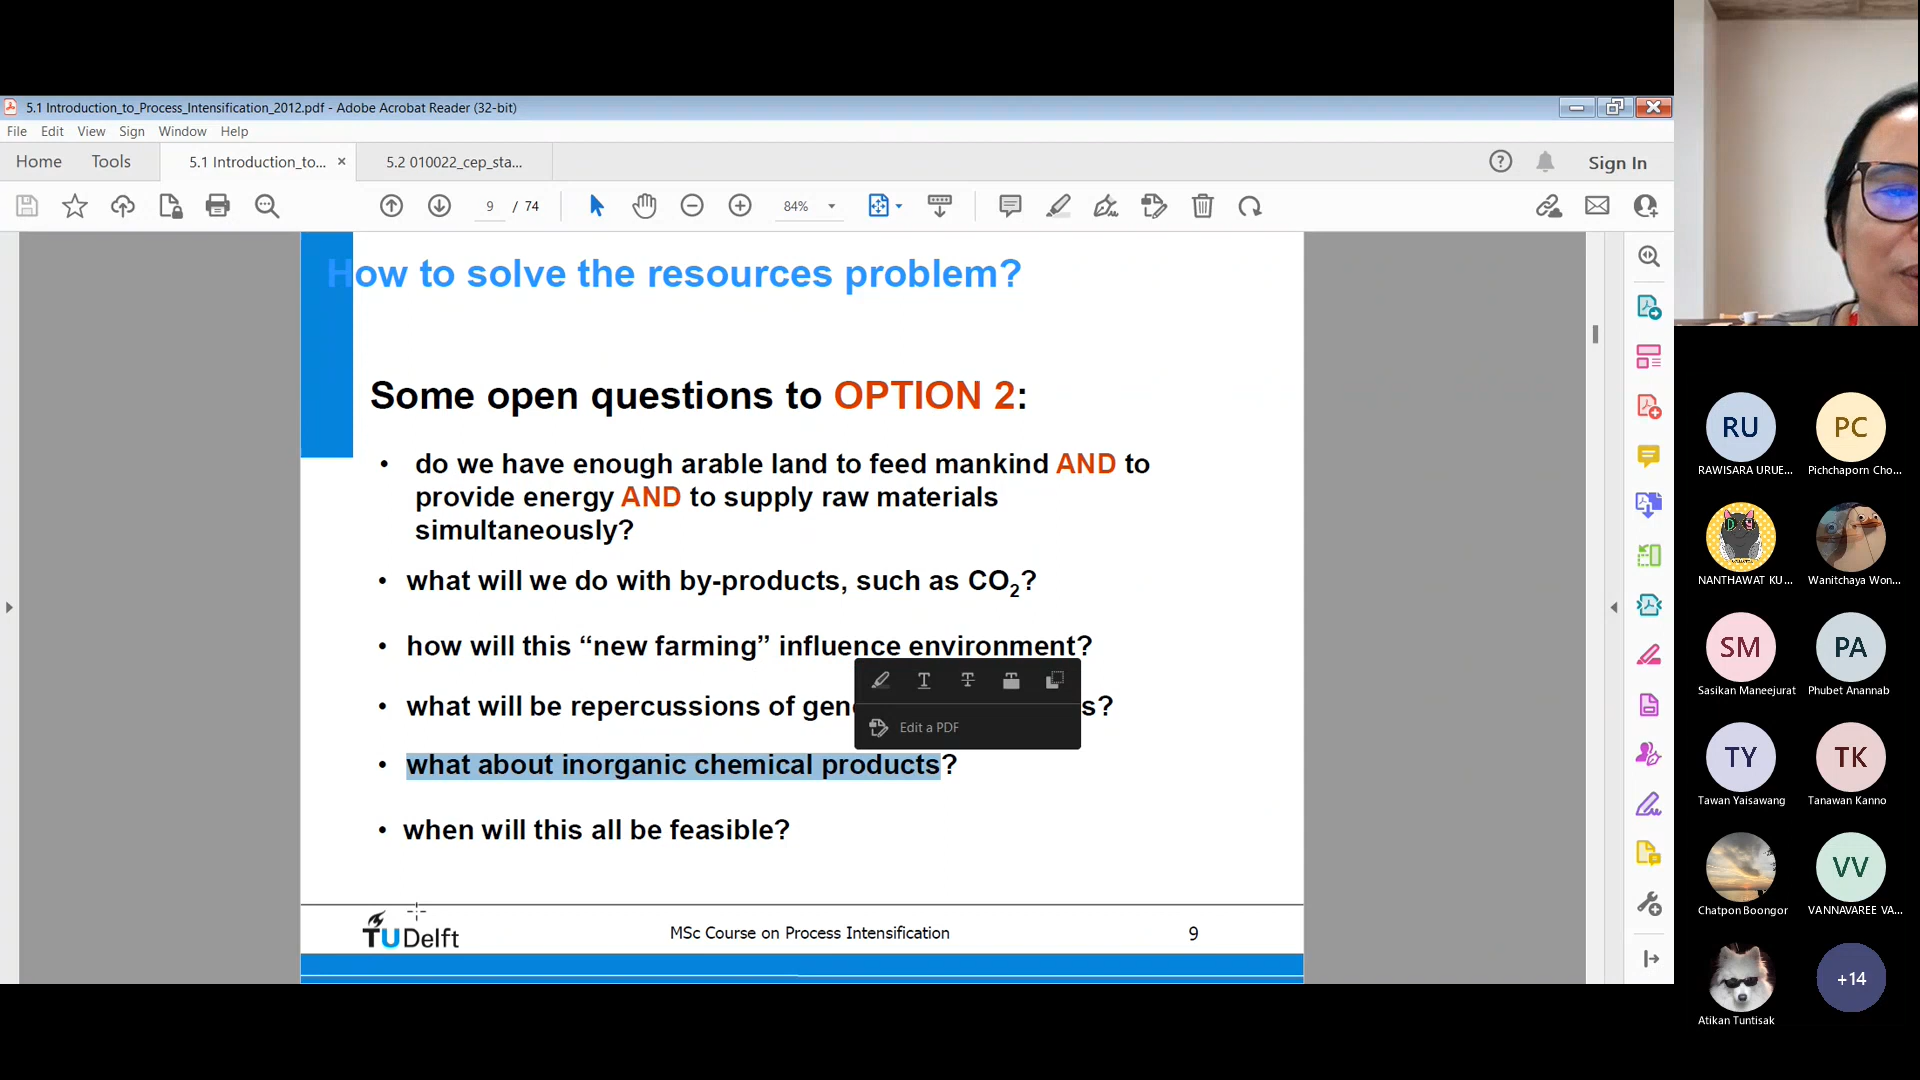 5.1 Introduction_to_Process_Intensification_2012.pdf - Adobe Acrobat Reader (32-bit)
File Edit View Sign Window Help
Home Tools 5.1 Introduction_to... × 5.2 010022_cep_sta... Sign In
9 / 74 84%
How to solve the resources problem?
Some open questions to OPTION 2:
• do we have enough arable land to feed mankind AND to
provide energy AND to supply raw materials
simultaneously?
• what will we do with by-products, such as CO2?
• how will this “new farming” influence environment?
• what will be repercussions of gen s?
Edit a PDF
• what about inorganic chemical products?
• when will this all be feasible?
TUDelft MSc Course on Process Intensification 9
RU PC
RAWISARA URUE... Pichchaporn Cho...
NANTHAWAT KU... Wanitchaya Won...
SM PA
Sasikan Maneejurat Phubet Anannab
TY TK
Tawan Yaisawang Tanawan Kanno
VV
Chatpon Boongor VANNAVAREE VA...
+14
Atikan Tuntisak